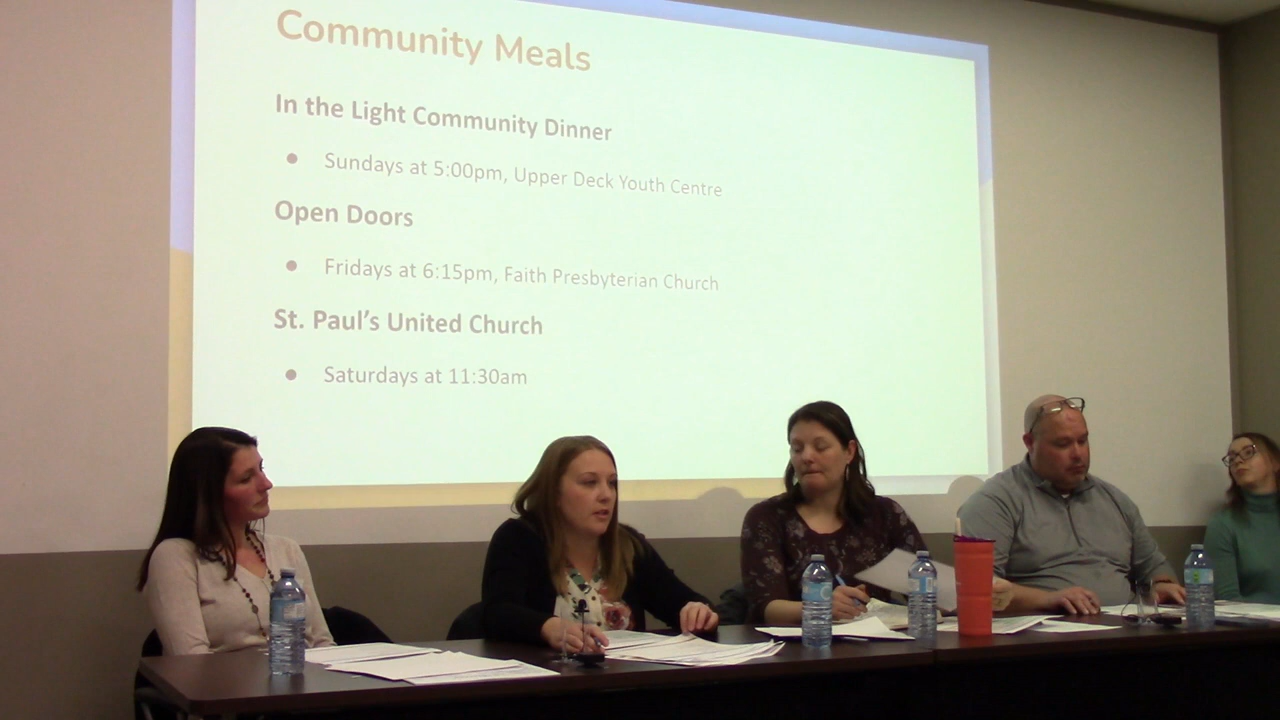 Community Meals
In the Light Community Dinner
● Sundays at 5:00pm, Upper Deck Youth Centre
Open Doors
● Fridays at 6:15pm, Faith Presbyterian Church
St. Paul's United Church
● Saturdays at 11:30am